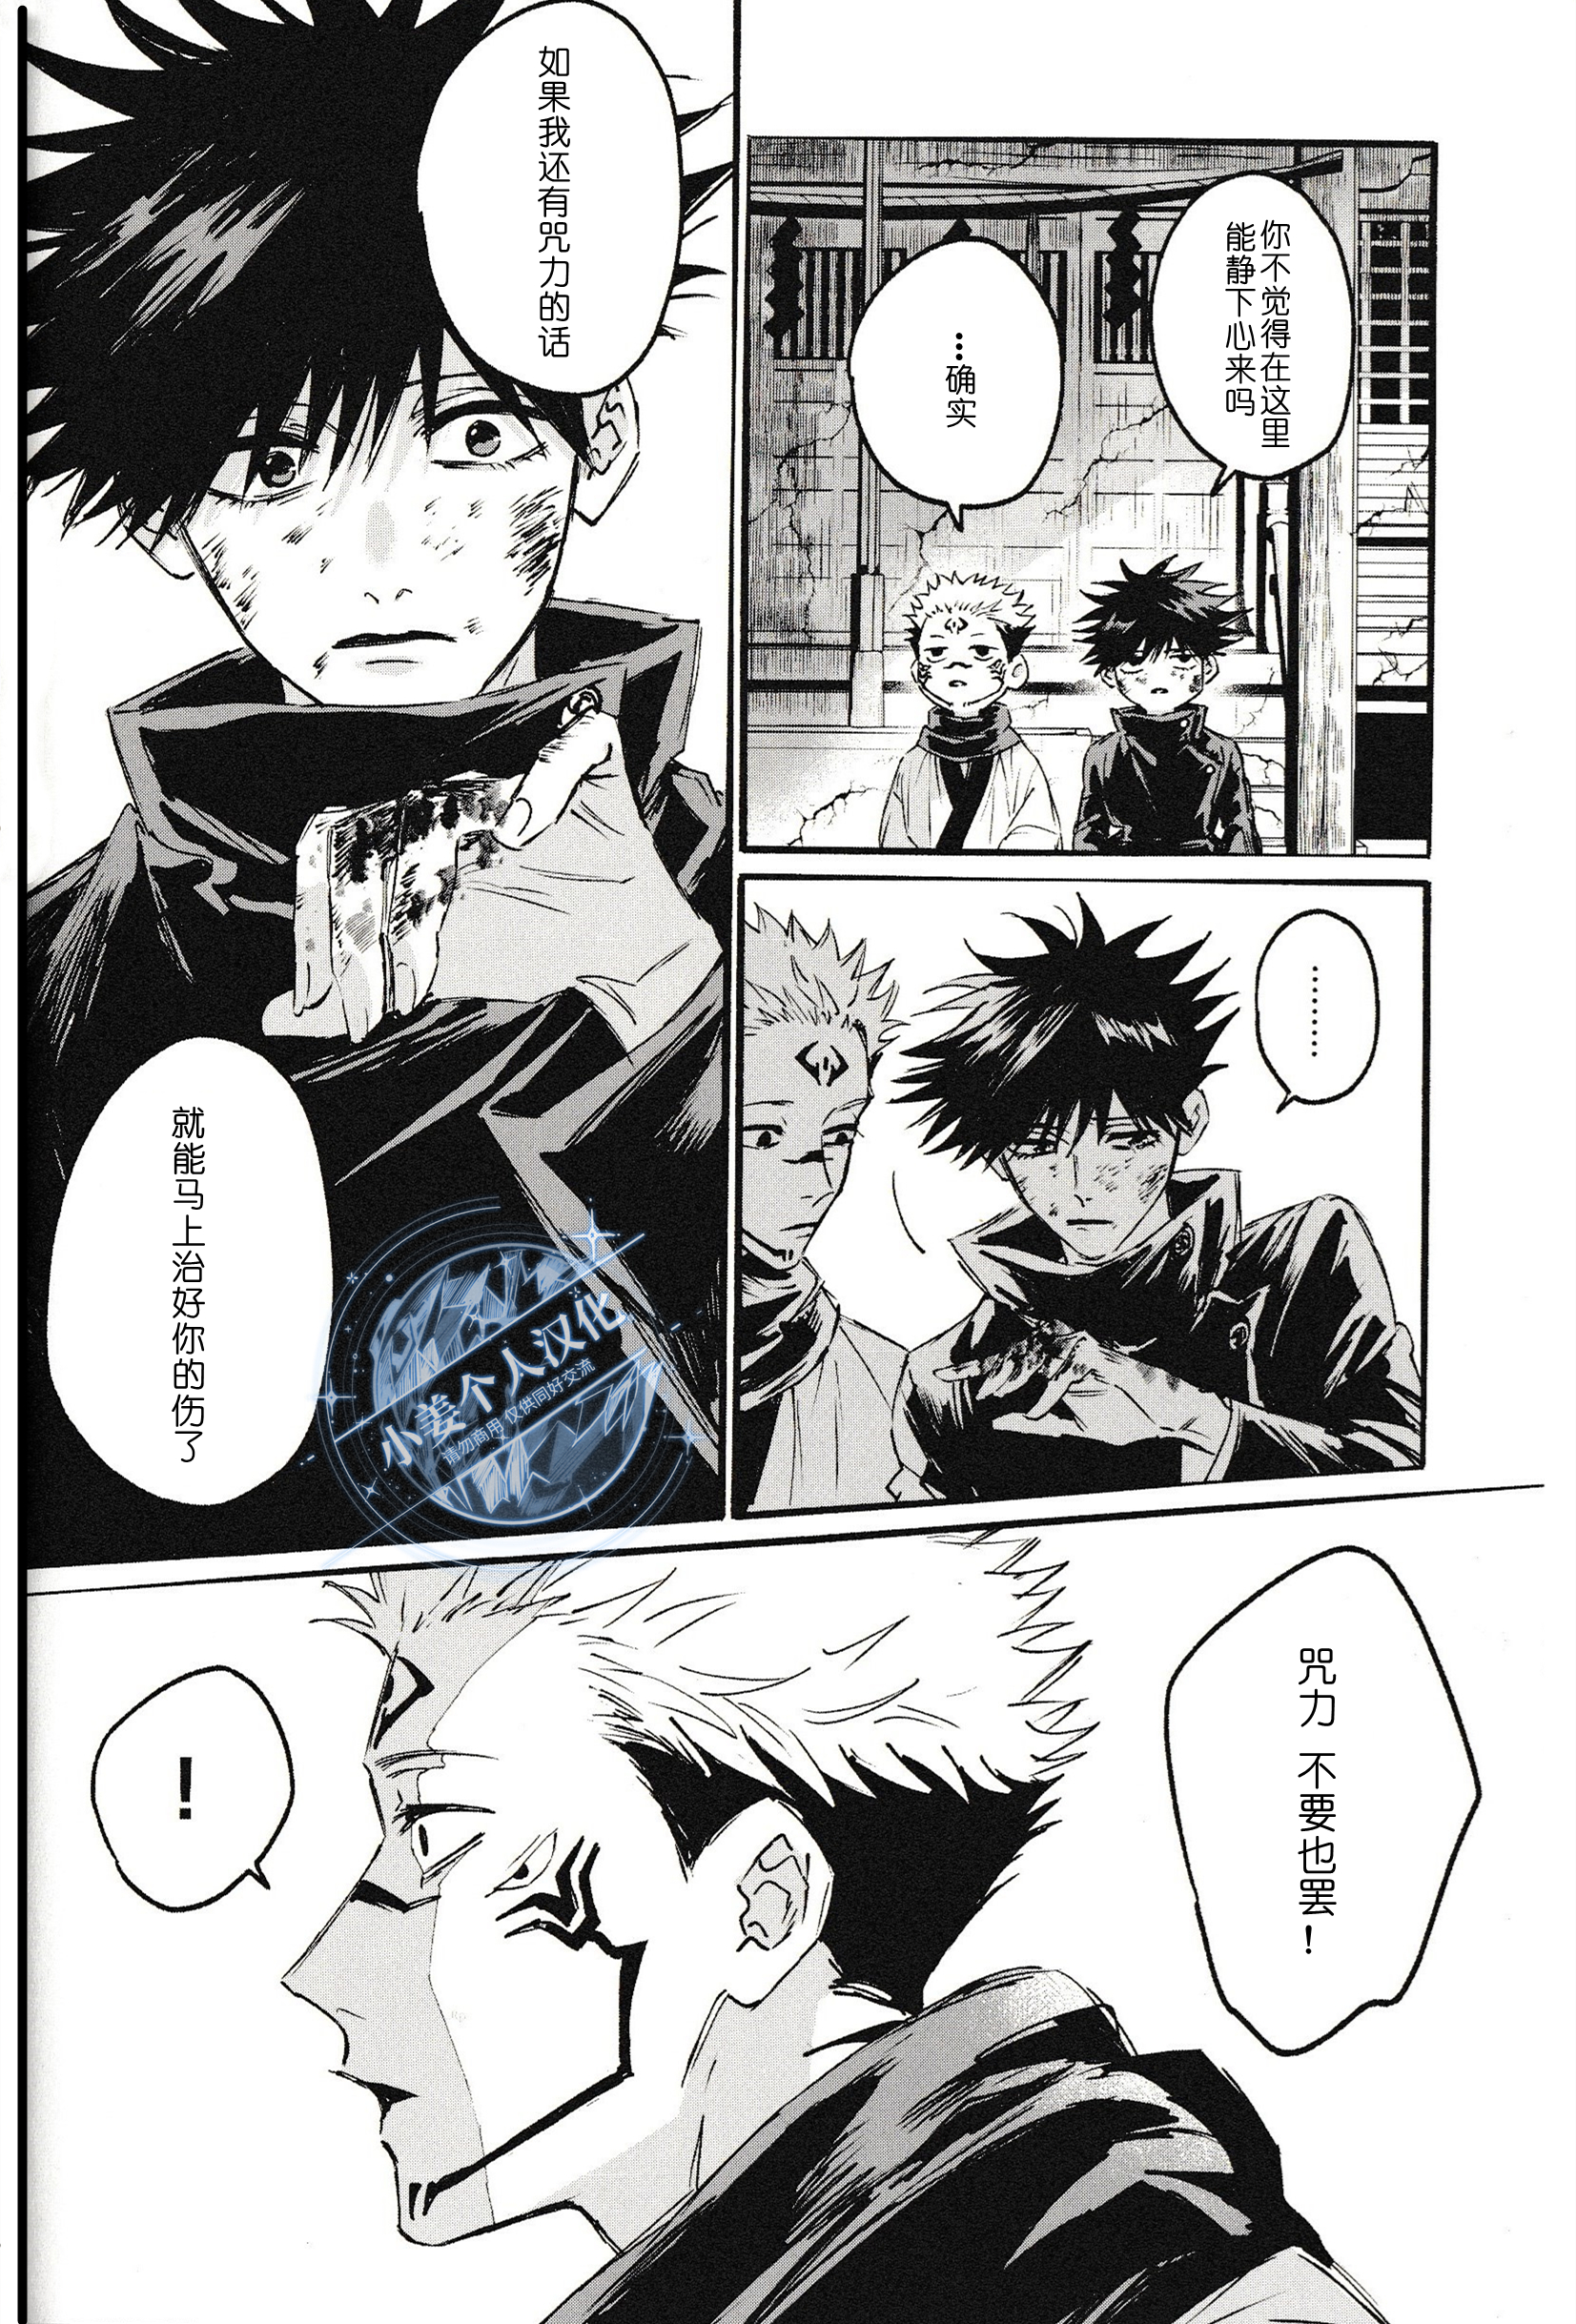 你不觉得在这里
能静下心来吗
…确实
………
如果我还有咒力的话
就能马上治好你的伤了
小姜个人汉化
请勿商用 仅供同好交流
咒力 不要也罢!
!